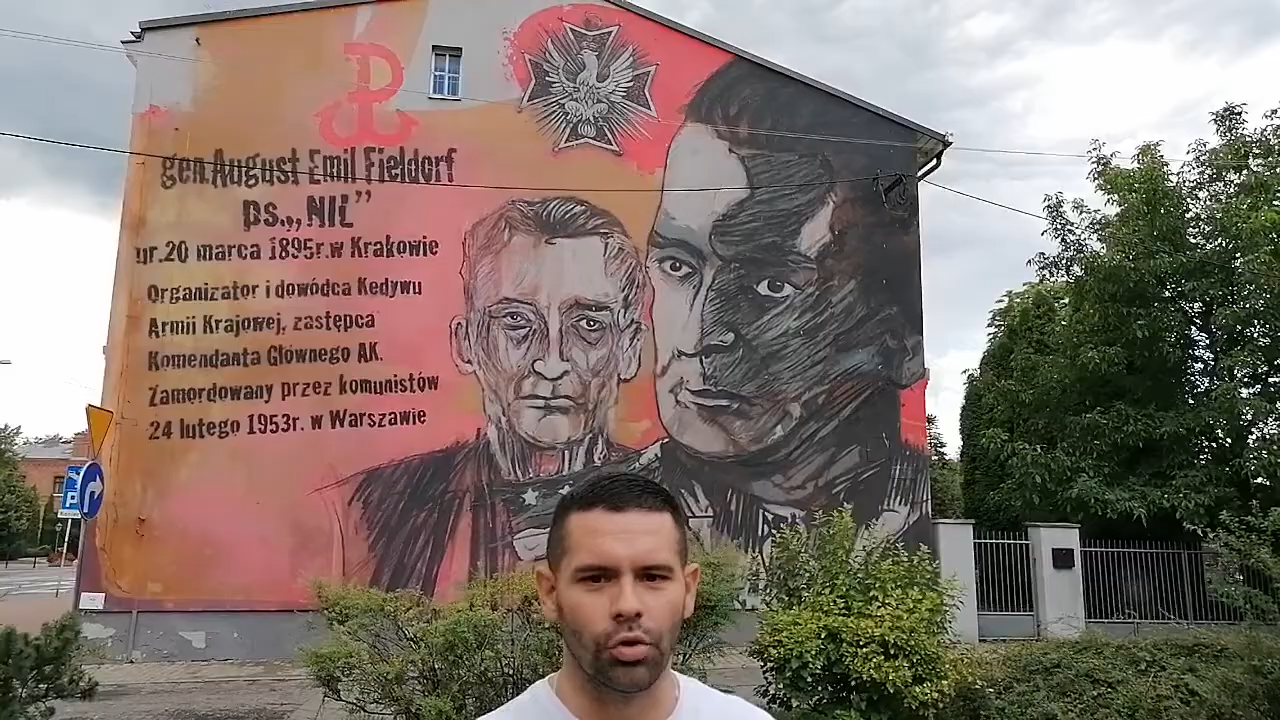 gen.August Emil Fieldorf
ps.„NIL”
ur.20 marca 1895r.w Krakowie
Organizator i dowódca Kedywu
Armii Krajowej, zastępca
Komendanta Głównego AK.
Zamordowany przez komunistów
24 lutego 1953r. w Warszawie
P